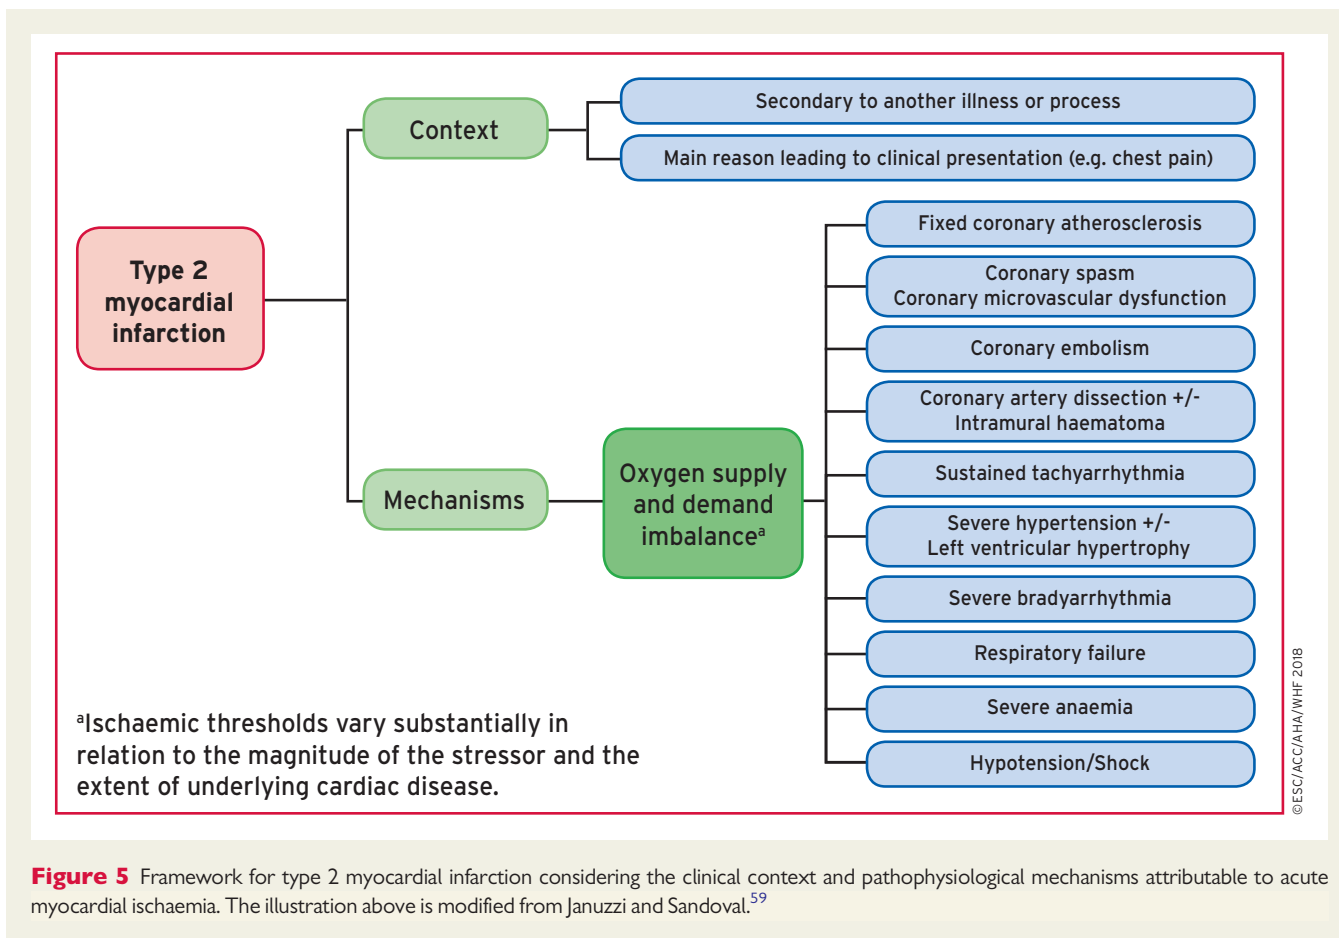 Context
Secondary to another illness or process
Main reason leading to clinical presentation (e.g. chest pain)
Type 2
myocardial
infarction
Mechanisms
Oxygen supply
and demand
imbalanceᵃ
Fixed coronary atherosclerosis
Coronary spasm
Coronary microvascular dysfunction
Coronary embolism
Coronary artery dissection +/-
Intramural haematoma
Sustained tachyarrhythmia
Severe hypertension +/-
Left ventricular hypertrophy
Severe bradyarrhythmia
Respiratory failure
Severe anaemia
Hypotension/Shock
ᵃIschaemic thresholds vary substantially in
relation to the magnitude of the stressor and the
extent of underlying cardiac disease.
©ESC/ACC/AHA/WHF 2018
Figure 5 Framework for type 2 myocardial infarction considering the clinical context and pathophysiological mechanisms attributable to acute
myocardial ischaemia. The illustration above is modified from Januzzi and Sandoval.⁵⁹